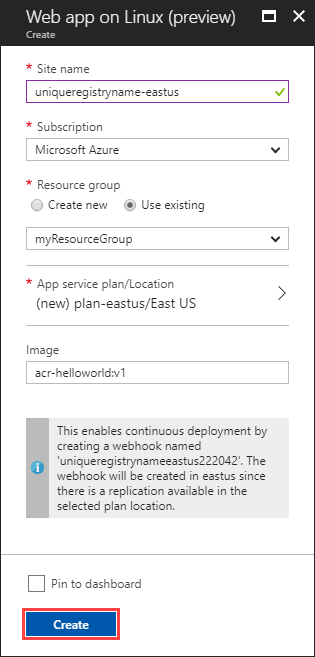 Web app on Linux (preview)
Create
* Site name
uniqueregistryname-eastus
* Subscription
Microsoft Azure
* Resource group
Create new Use existing
myResourceGroup
* App service plan/Location
(new) plan-eastus/East US
Image
acr-helloworld:v1
This enables continuous deployment by
creating a webhook named
'uniqueregistrynameeastus222042'. The
webhook will be created in eastus since
there is a replication available in the
selected plan location.
Pin to dashboard
Create